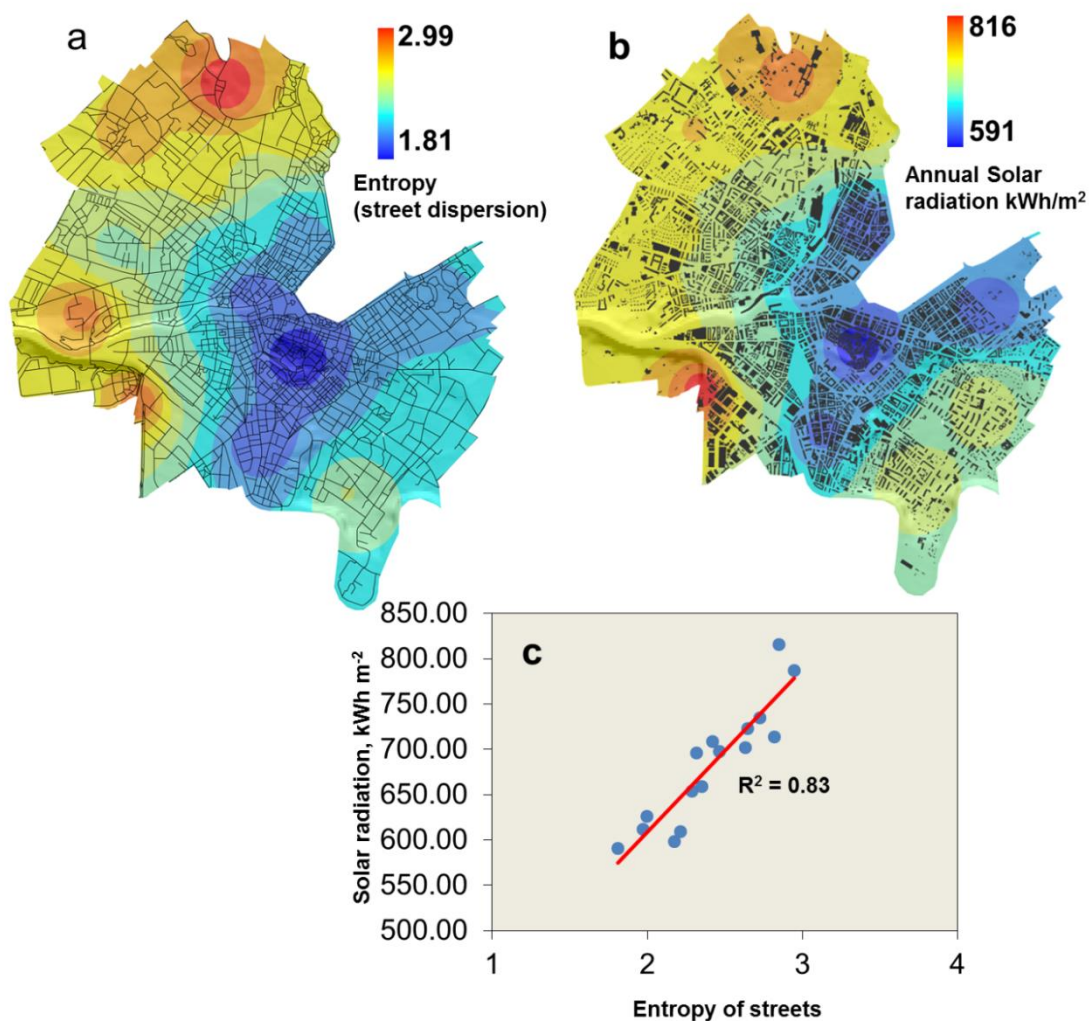 a
2.99
1.81
Entropy
(street dispersion)
b
816
591
Annual Solar
radiation kWh/m²
850.00
800.00
750.00
700.00
650.00
600.00
550.00
500.00
Solar radiation, kWh m⁻²
c
R² = 0.83
1
2
3
4
Entropy of streets